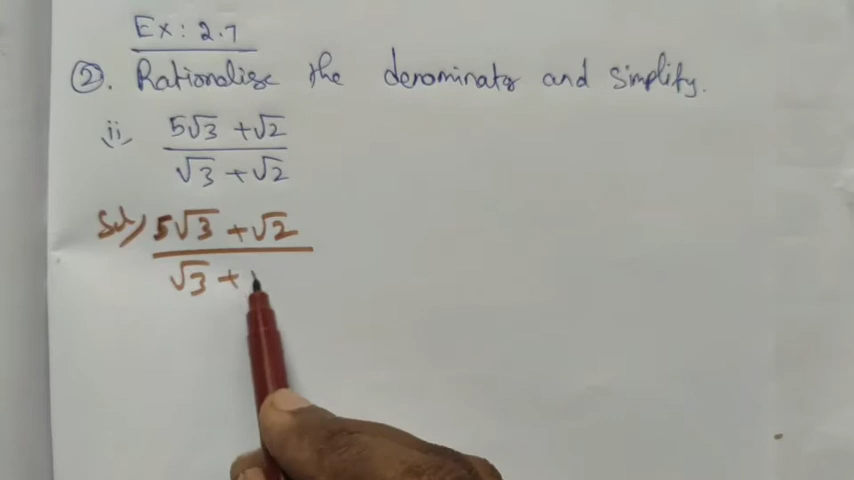 Ex: 2.7
②. Rationalise the denominator and simplify.
ii) 5√3 + √2
√3 + √2
Sol) 5√3 + √2
√3 +